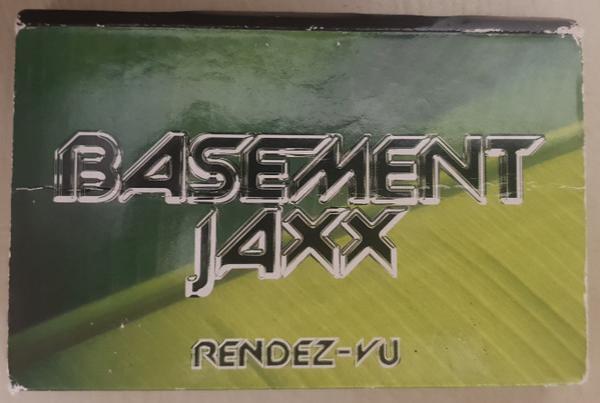 BASEMENT
JAXX
RENDEZ-VU